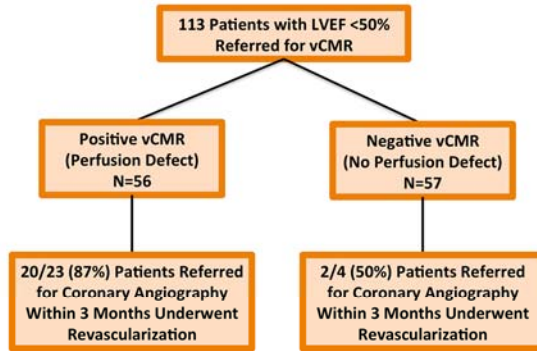 113 Patients with LVEF <50%
Referred for vCMR
Positive vCMR
(Perfusion Defect)
N=56
Negative vCMR
(No Perfusion Defect)
N=57
20/23 (87%) Patients Referred
for Coronary Angiography
Within 3 Months Underwent
Revascularization
2/4 (50%) Patients Referred
for Coronary Angiography
Within 3 Months Underwent
Revascularization